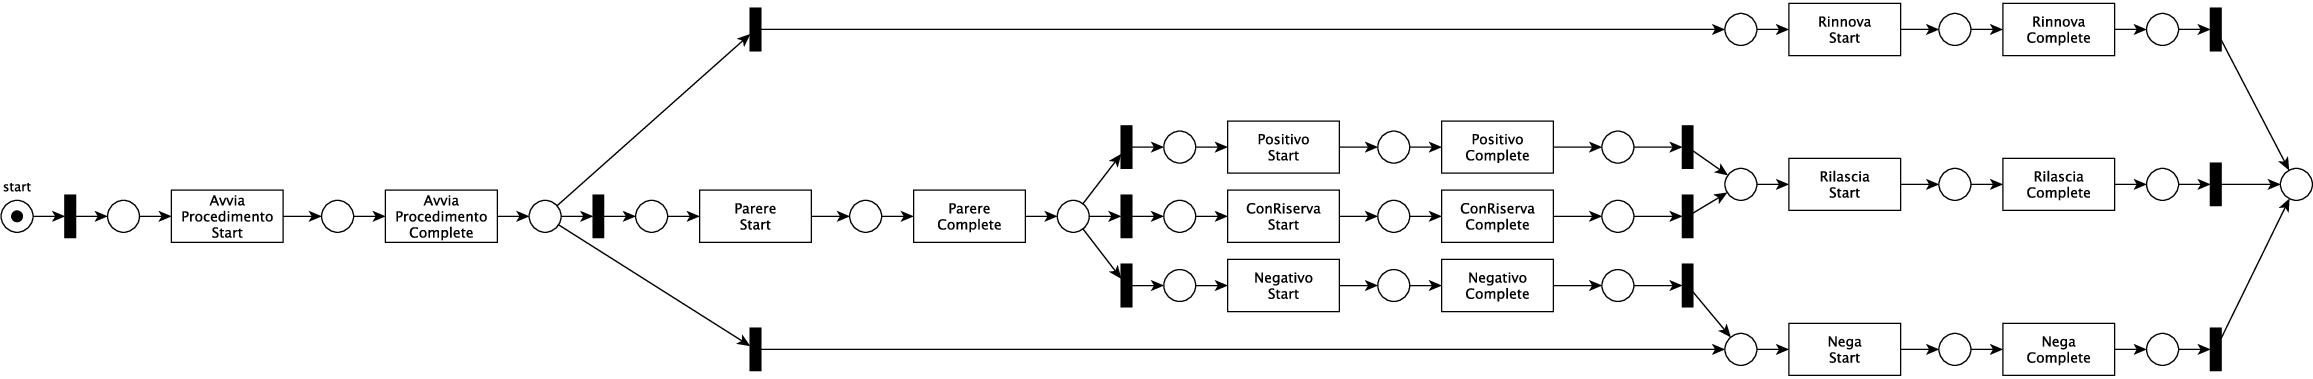 start
Avvia
Procedimento
Start
Avvia
Procedimento
Complete
Parere
Start
Parere
Complete
Positivo
Start
Positivo
Complete
ConRiserva
Start
ConRiserva
Complete
Negativo
Start
Negativo
Complete
Rinnova
Start
Rinnova
Complete
Rilascia
Start
Rilascia
Complete
Nega
Start
Nega
Complete